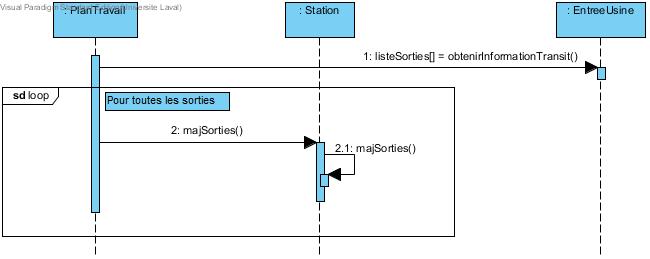 Visual Paradigm Universite Laval)
: PlanTravail
: Station
: EntreeUsine
1: listeSorties[] = obtenirInformationTransit()
sd loop
Pour toutes les sorties
2: majSorties()
2.1: majSorties()